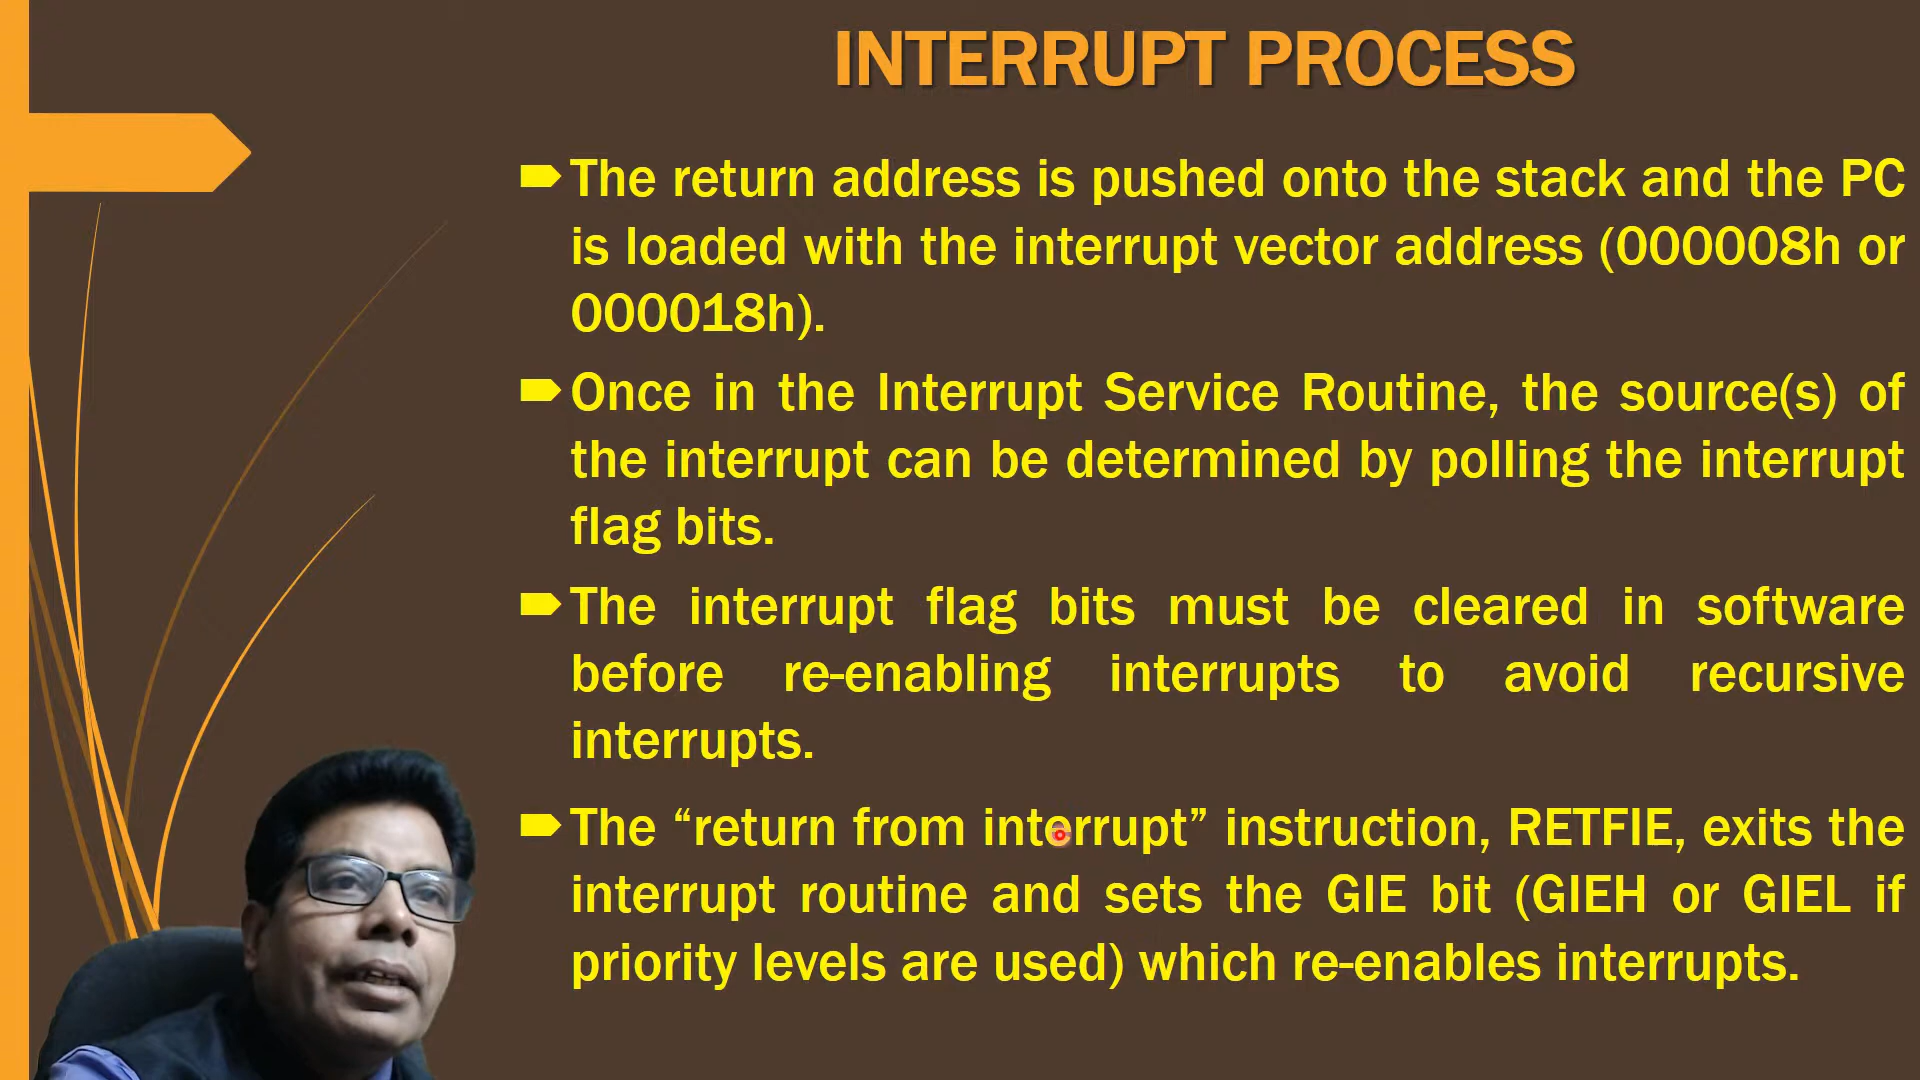 INTERRUPT PROCESS
The return address is pushed onto the stack and the PC
is loaded with the interrupt vector address (000008h or
000018h).
Once in the Interrupt Service Routine, the source(s) of
the interrupt can be determined by polling the interrupt
flag bits.
The interrupt flag bits must be cleared in software
before re-enabling interrupts to avoid recursive
interrupts.
The “return from interrupt” instruction, RETFIE, exits the
interrupt routine and sets the GIE bit (GIEH or GIEL if
priority levels are used) which re-enables interrupts.